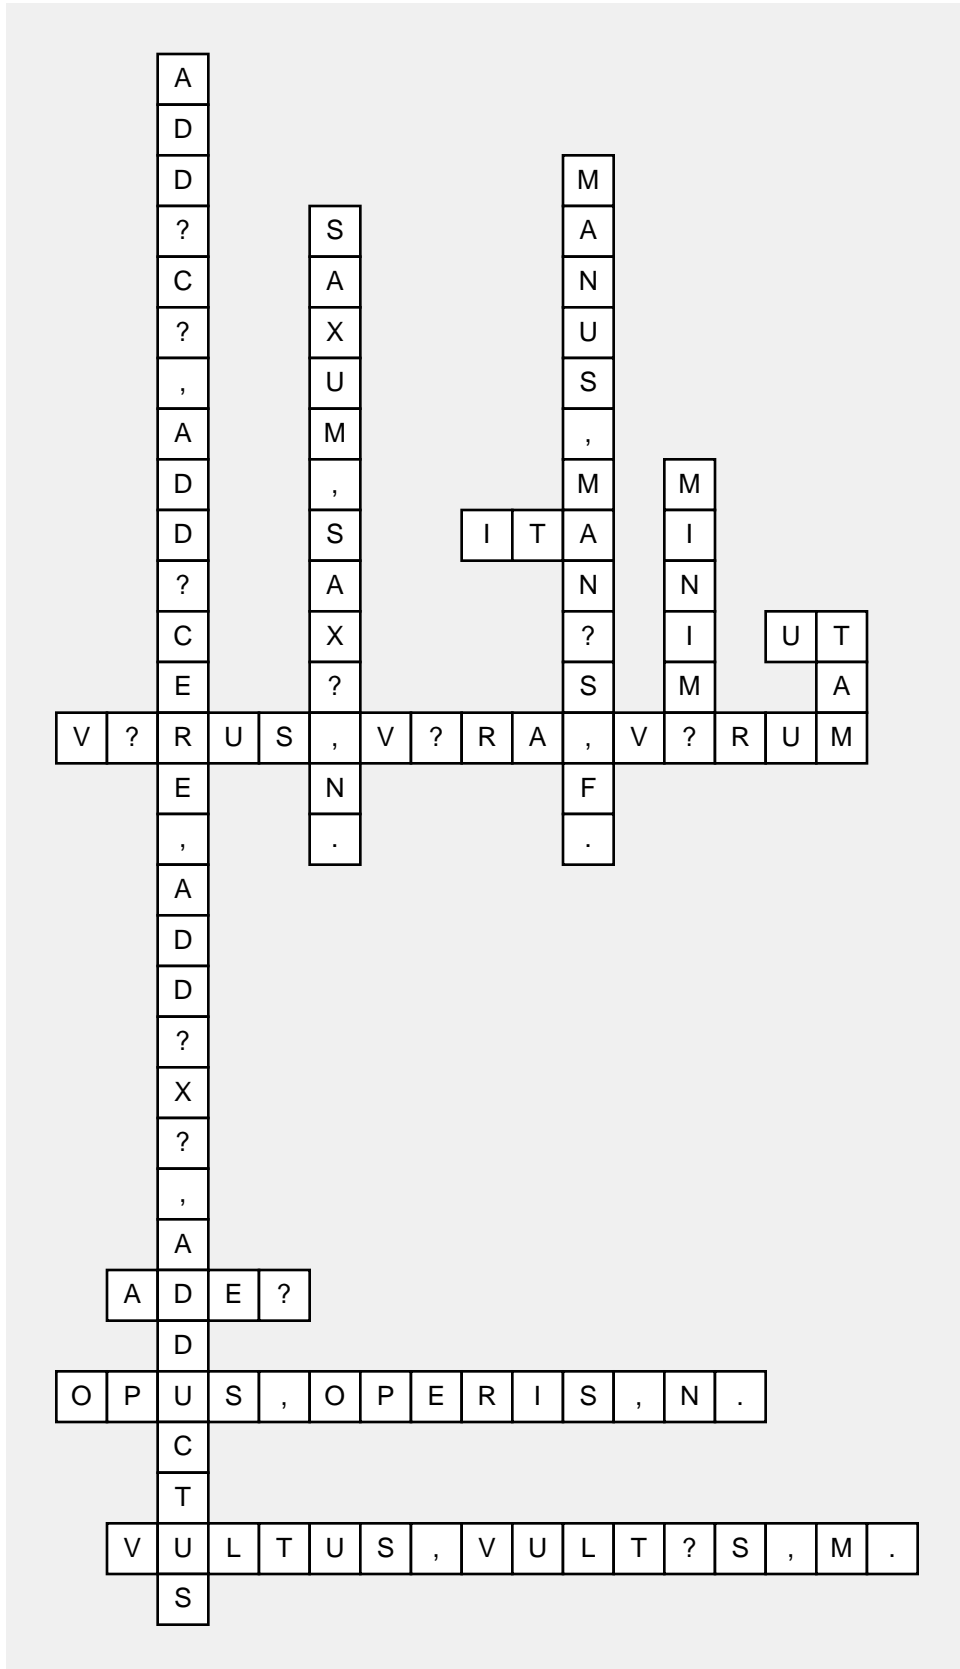 ADD?C?,ADD?CERE,ADD?X?,ADDUCTUS
MANUS,MAN?S,F.
SAXUM,SAX?,N.
MINIM?
ITA
UT
TAM
V?RUS,V?RA,V?RUM
ADE?
OPUS,OPERIS,N.
VULTUS,VULT?S,M.